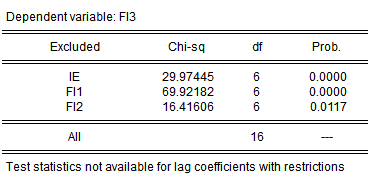 Dependent variable: FI3
Excluded Chi-sq df Prob.
IE 29.97445 6 0.0000
FI1 69.92182 6 0.0000
FI2 16.41606 6 0.0117
All 16 ---
Test statistics not available for lag coefficients with restrictions